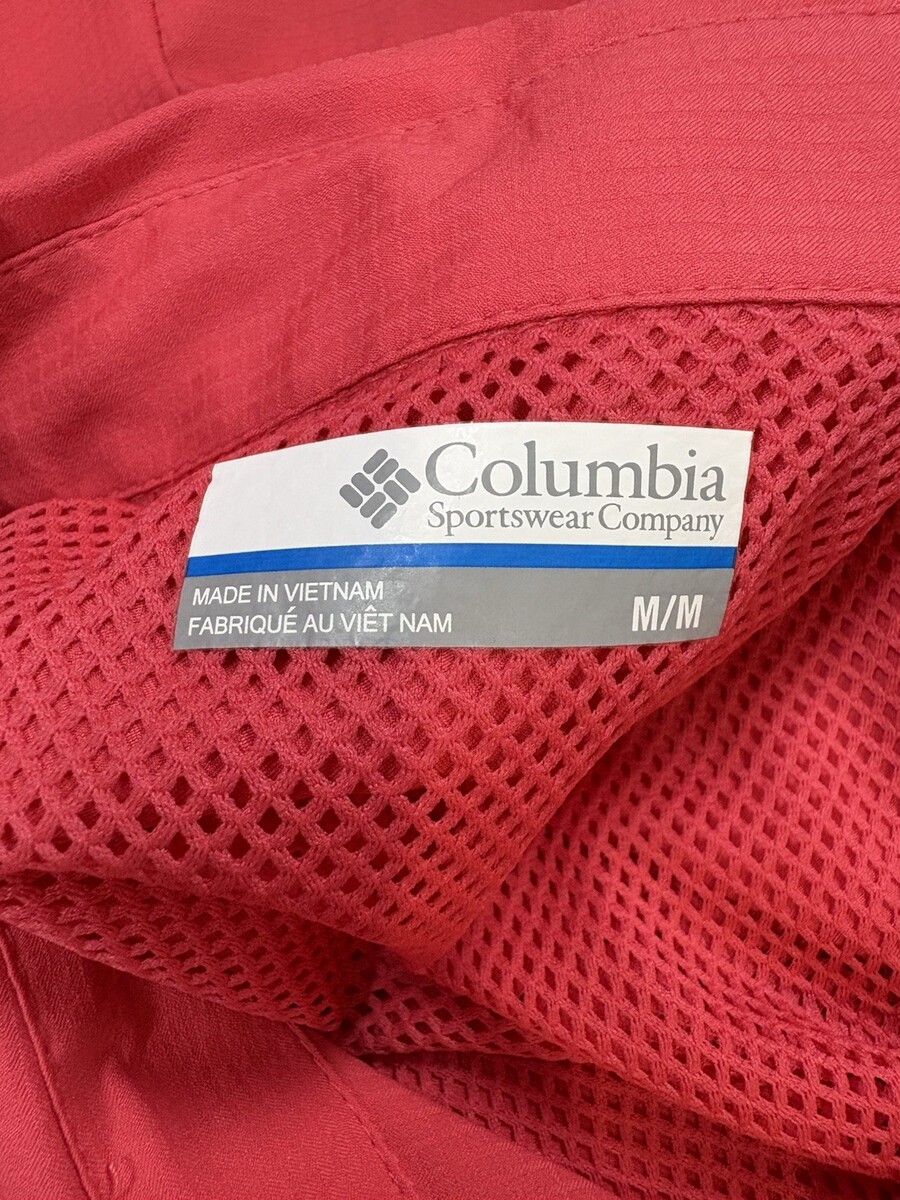 Columbia
Sportswear Company
MADE IN VIETNAM
FABRIQUÉ AU VIÊT NAM
M/M